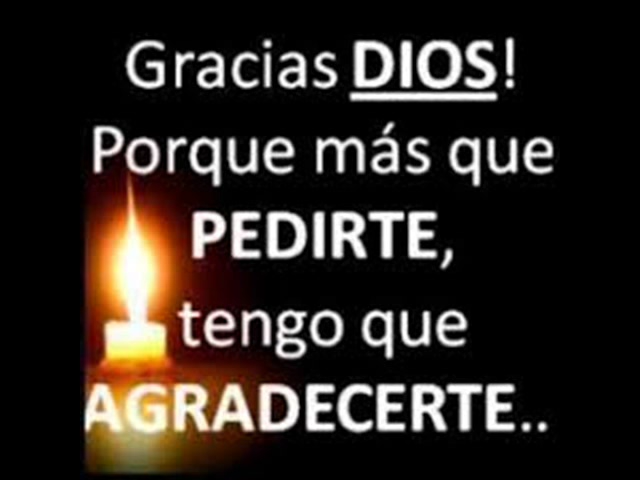 Gracias DIOS!
Porque más que
PEDIRTE,
tengo que
AGRADECERTE..